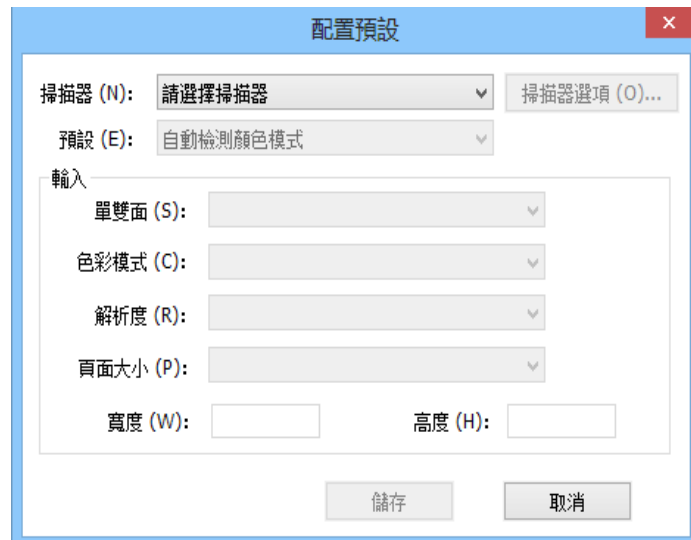 配置預設
掃描器 (N): 請選擇掃描器 掃描器選項 (O)...
預設 (E): 自動檢測顏色模式
輸入
單雙面 (S):
色彩模式 (C):
解析度 (R):
頁面大小 (P):
寬度 (W): 高度 (H):
儲存 取消